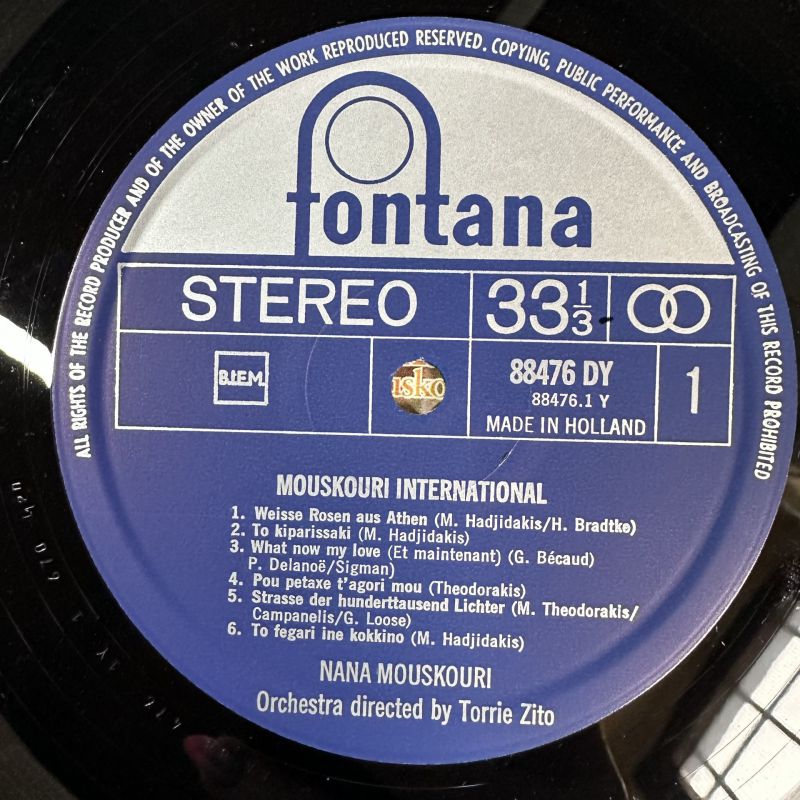 ALL RIGHTS OF THE RECORD PRODUCER AND OF THE OWNER OF THE WORK REPRODUCED RESERVED. COPYING, PUBLIC PERFORMANCE AND BROADCASTING OF THIS RECORD PROHIBITED
fontana
STEREO 33 1/3
B.I.E.M. usko 88476 DY 1
88476.1 Y
MADE IN HOLLAND
MOUSKOURI INTERNATIONAL
1. Weisse Rosen aus Athen (M. Hadjidakis/H. Bradtke)
2. To kiparissaki (M. Hadjidakis)
3. What now my love (Et maintenant) (G. Bécaud)
P. Delanoë/Sigman)
4. Pou petaxe t'agori mou (Theodorakis)
5. Strasse der hunderttausend Lichter (M. Theodorakis/
Campanelis/G. Loose)
6. To fegari ine kokkino (M. Hadjidakis)
NANA MOUSKOURI
Orchestra directed by Torrie Zito